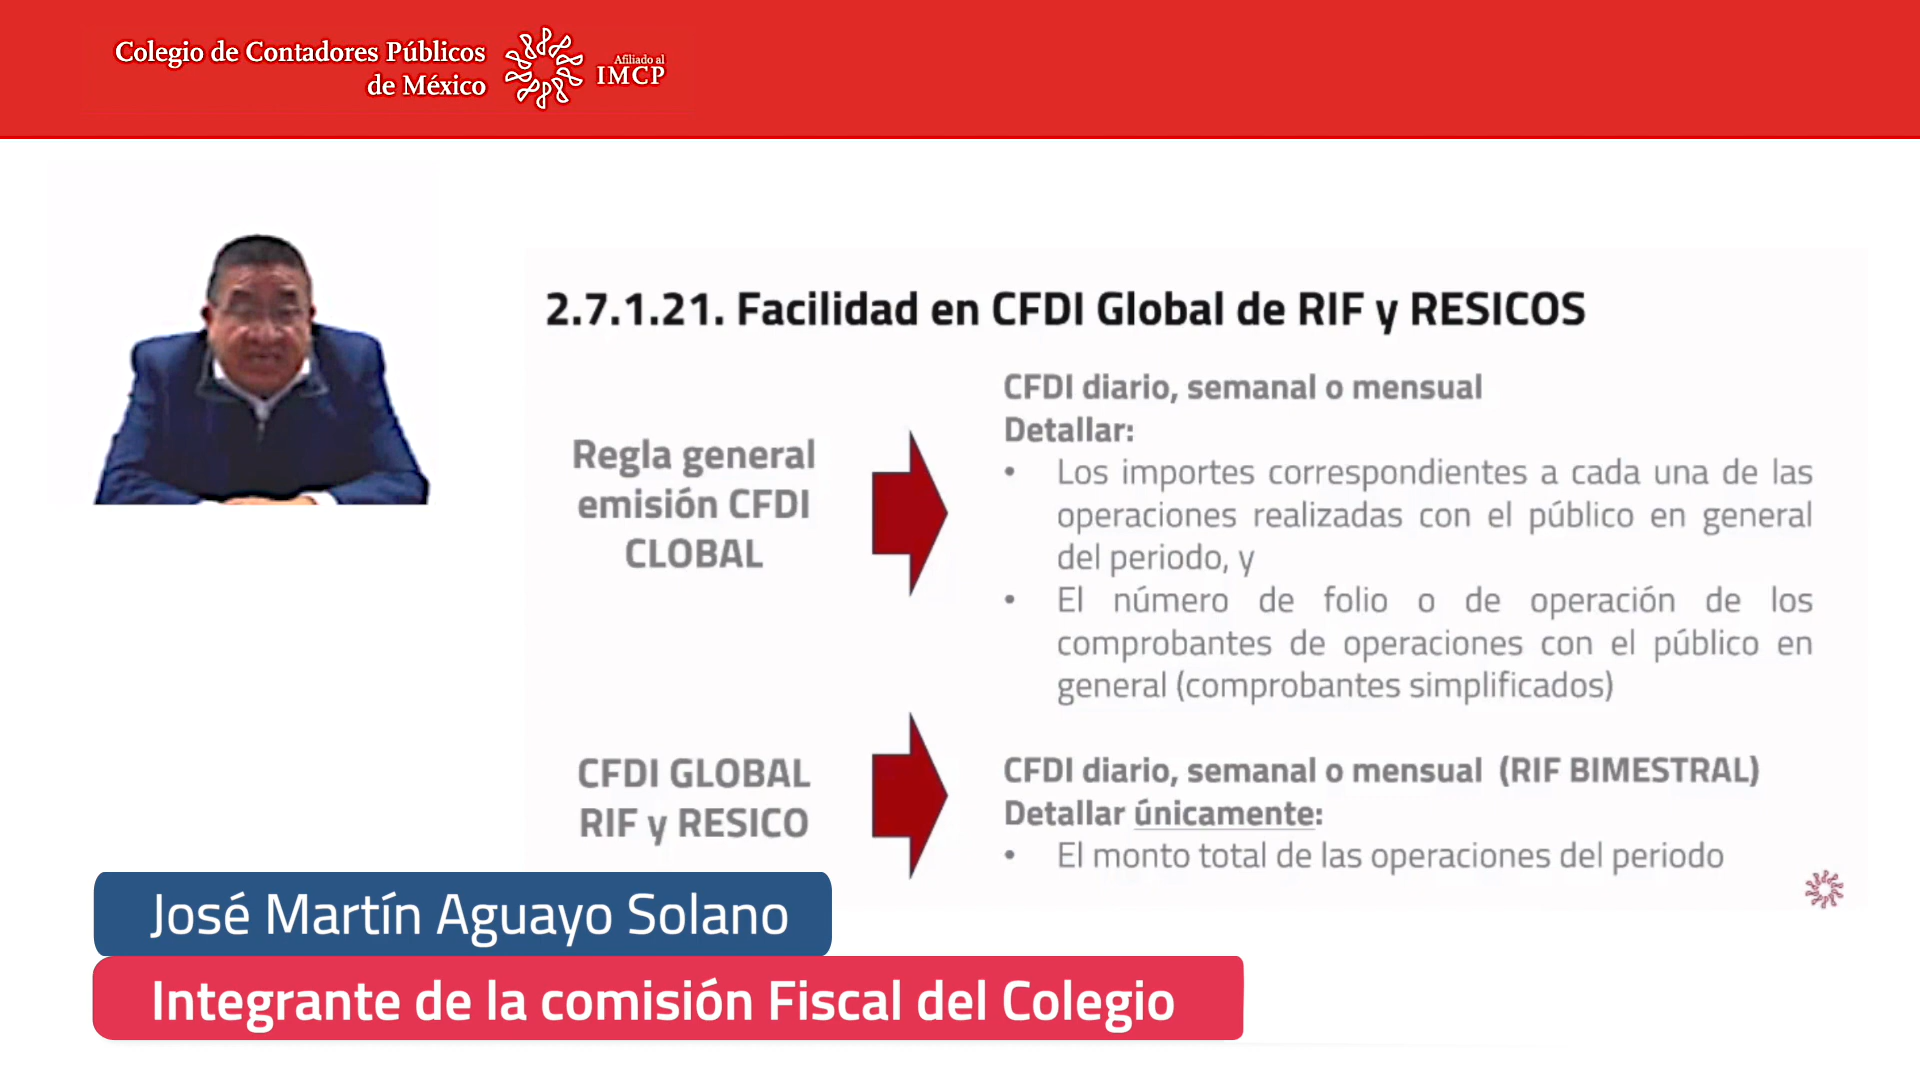 Colegio de Contadores Públicos
de México
Afiliado al
IMCP
2.7.1.21. Facilidad en CFDI Global de RIF y RESICOS
Regla general
emisión CFDI
CLOBAL
CFDI diario, semanal o mensual
Detallar:
• Los importes correspondientes a cada una de las
operaciones realizadas con el público en general
del periodo, y
• El número de folio o de operación de los
comprobantes de operaciones con el público en
general (comprobantes simplificados)
CFDI GLOBAL
RIF y RESICO
CFDI diario, semanal o mensual (RIF BIMESTRAL)
Detallar únicamente:
• El monto total de las operaciones del periodo
José Martín Aguayo Solano
Integrante de la comisión Fiscal del Colegio